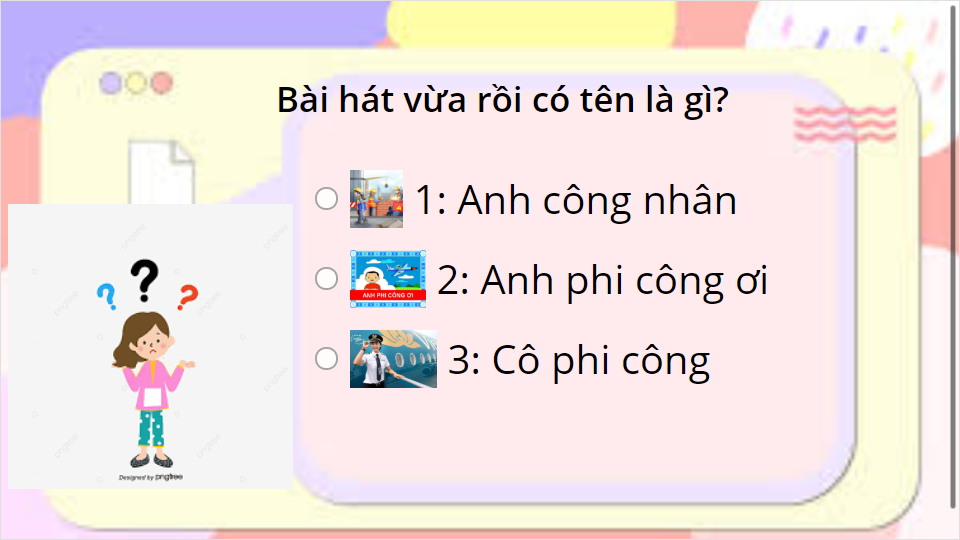 Bài hát vừa rồi có tên là gì?
1: Anh công nhân
ANH PHI CÔNG ƠI
2: Anh phi công ơi
3: Cô phi công
Designed by pngtree